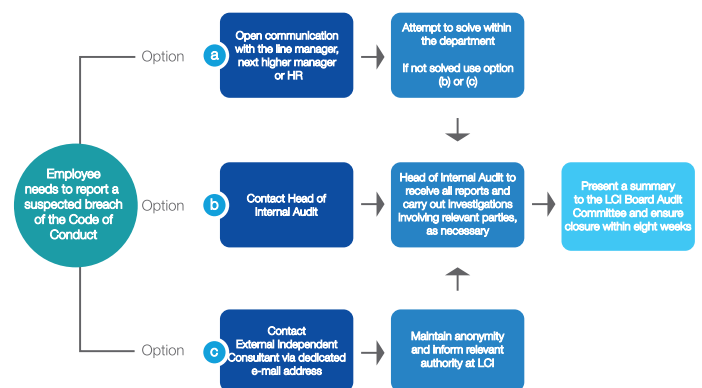 Employee
needs to report a
suspected breach
of the Code of
Conduct
Option
a
Open communication
with the line manager,
next higher manager
or HR
Attempt to solve within
the department
If not solved use option
(b) or (c)
Option
b
Contact Head of
Internal Audit
Head of Internal Audit to
receive all reports and
carry out investigations
involving relevant parties,
as necessary
Present a summary
to the LCI Board Audit
Committee and ensure
closure within eight weeks
Option
c
Contact
External Independent
Consultant via dedicated
e-mail address
Maintain anonymity
and inform relevant
authority at LCI